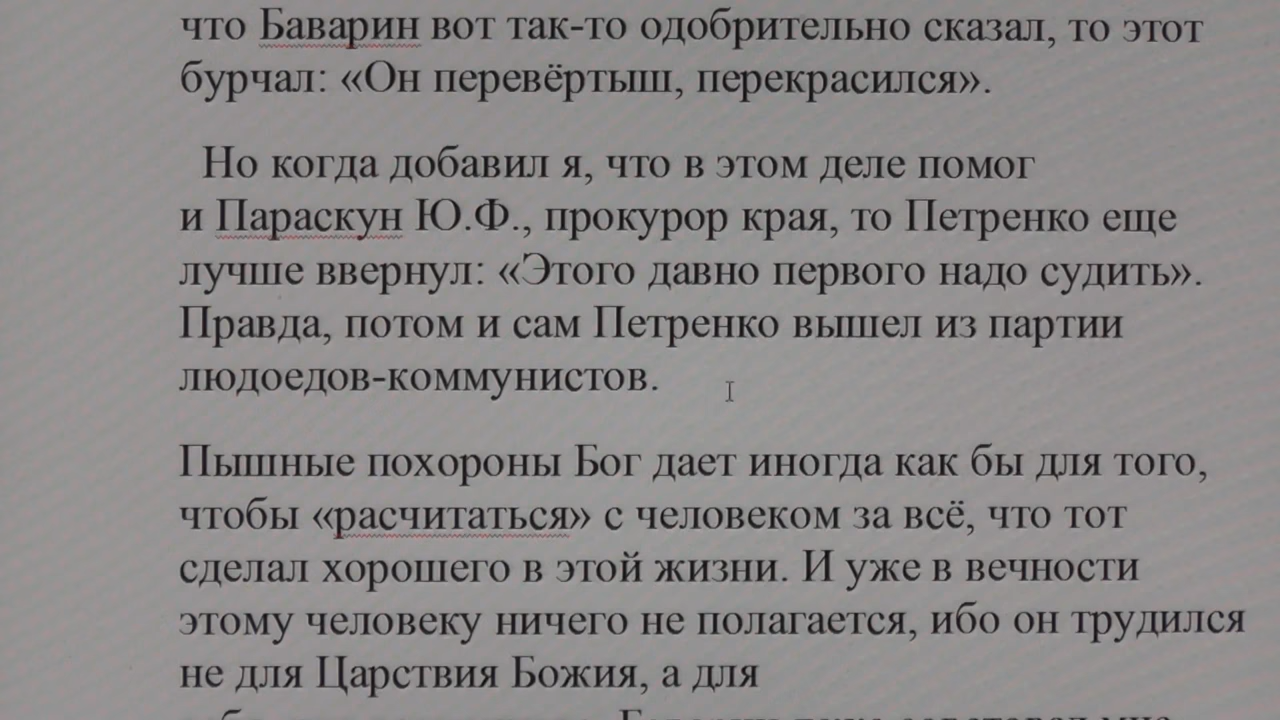 что Баварин вот так-то одобрительно сказал, то этот
бурчал: «Он перевёртыш, перекрасился».
Но когда добавил я, что в этом деле помог
и Параскун Ю.Ф., прокурор края, то Петренко еще
лучше ввернул: «Этого давно первого надо судить».
Правда, потом и сам Петренко вышел из партии
людоедов-коммунистов.
Пышные похороны Бог дает иногда как бы для того,
чтобы «расчитаться» с человеком за всё, что тот
сделал хорошего в этой жизни. И уже в вечности
этому человеку ничего не полагается, ибо он трудился
не для Царствия Божия, а для